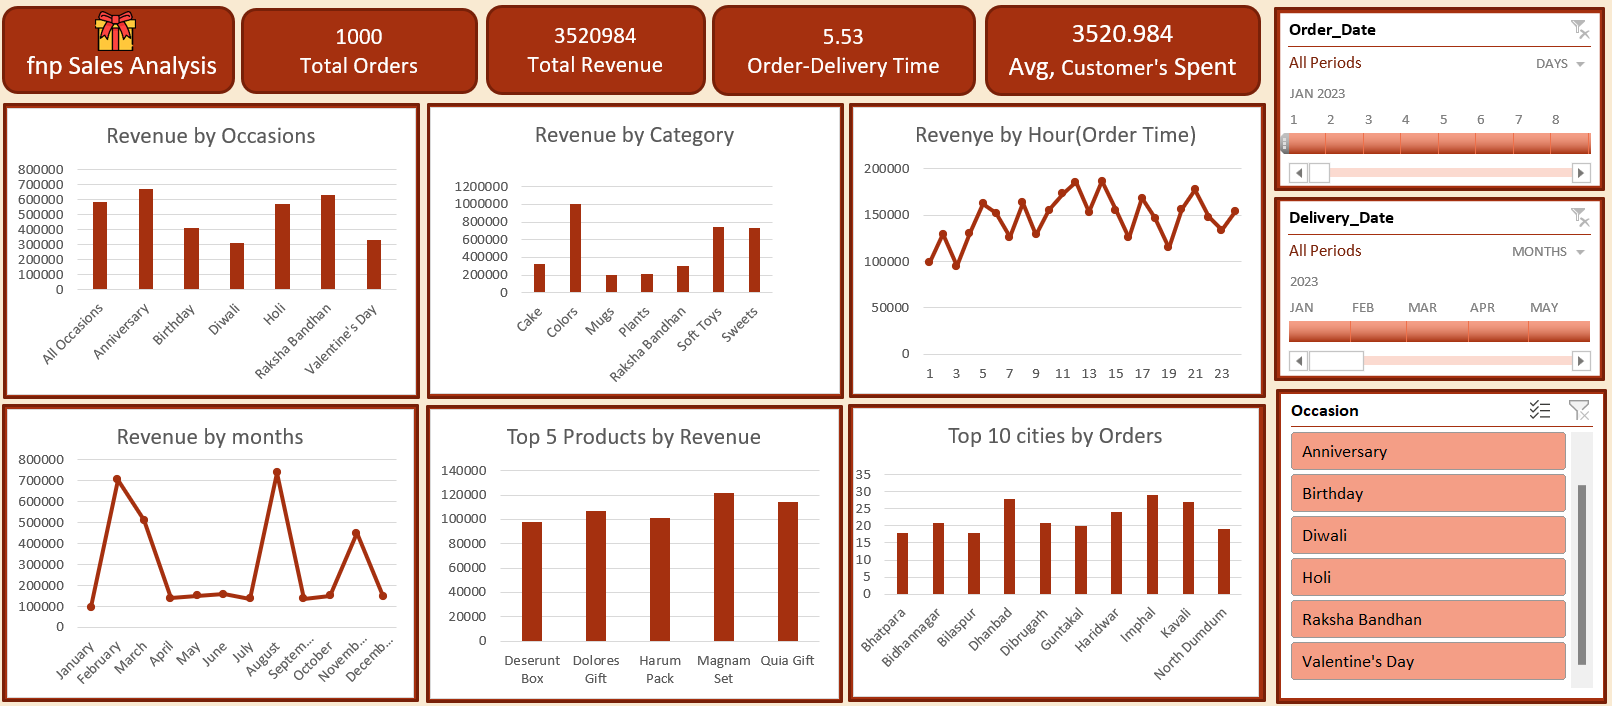 fnp Sales Analysis
1000
Total Orders
3520984
Total Revenue
5.53
Order-Delivery Time
3520.984
Avg, Customer's Spent
Revenue by Occasions
800000
700000
600000
500000
400000
300000
200000
100000
0
All Occasions
Anniversary
Birthday
Diwali
Holi
Raksha Bandhan
Valentine's Day
Revenue by Category
1200000
1000000
800000
600000
400000
200000
0
Cake
Colors
Mugs
Plants
Raksha Bandhan
Soft Toys
Sweets
Revenye by Hour(Order Time)
200000
150000
100000
50000
0
1 3 5 7 9 11 13 15 17 19 21 23
Order_Date
All Periods DAYS
JAN 2023
1 2 3 4 5 6 7 8
Delivery_Date
All Periods MONTHS
2023
JAN FEB MAR APR MAY
Revenue by months
800000
700000
600000
500000
400000
300000
200000
100000
0
January
February
March
April
May
June
July
August
Septem...
October
Novemb...
Decemb...
Top 5 Products by Revenue
140000
120000
100000
80000
60000
40000
20000
0
Deserunt Box
Dolores Gift
Harum Pack
Magnam Set
Quia Gift
Top 10 cities by Orders
35
30
25
20
15
10
5
0
Bhatpara
Bidhannagar
Bilaspur
Dhanbad
Dibrugarh
Guntakal
Haridwar
Imphal
Kavali
North Dumdum
Occasion
Anniversary
Birthday
Diwali
Holi
Raksha Bandhan
Valentine's Day